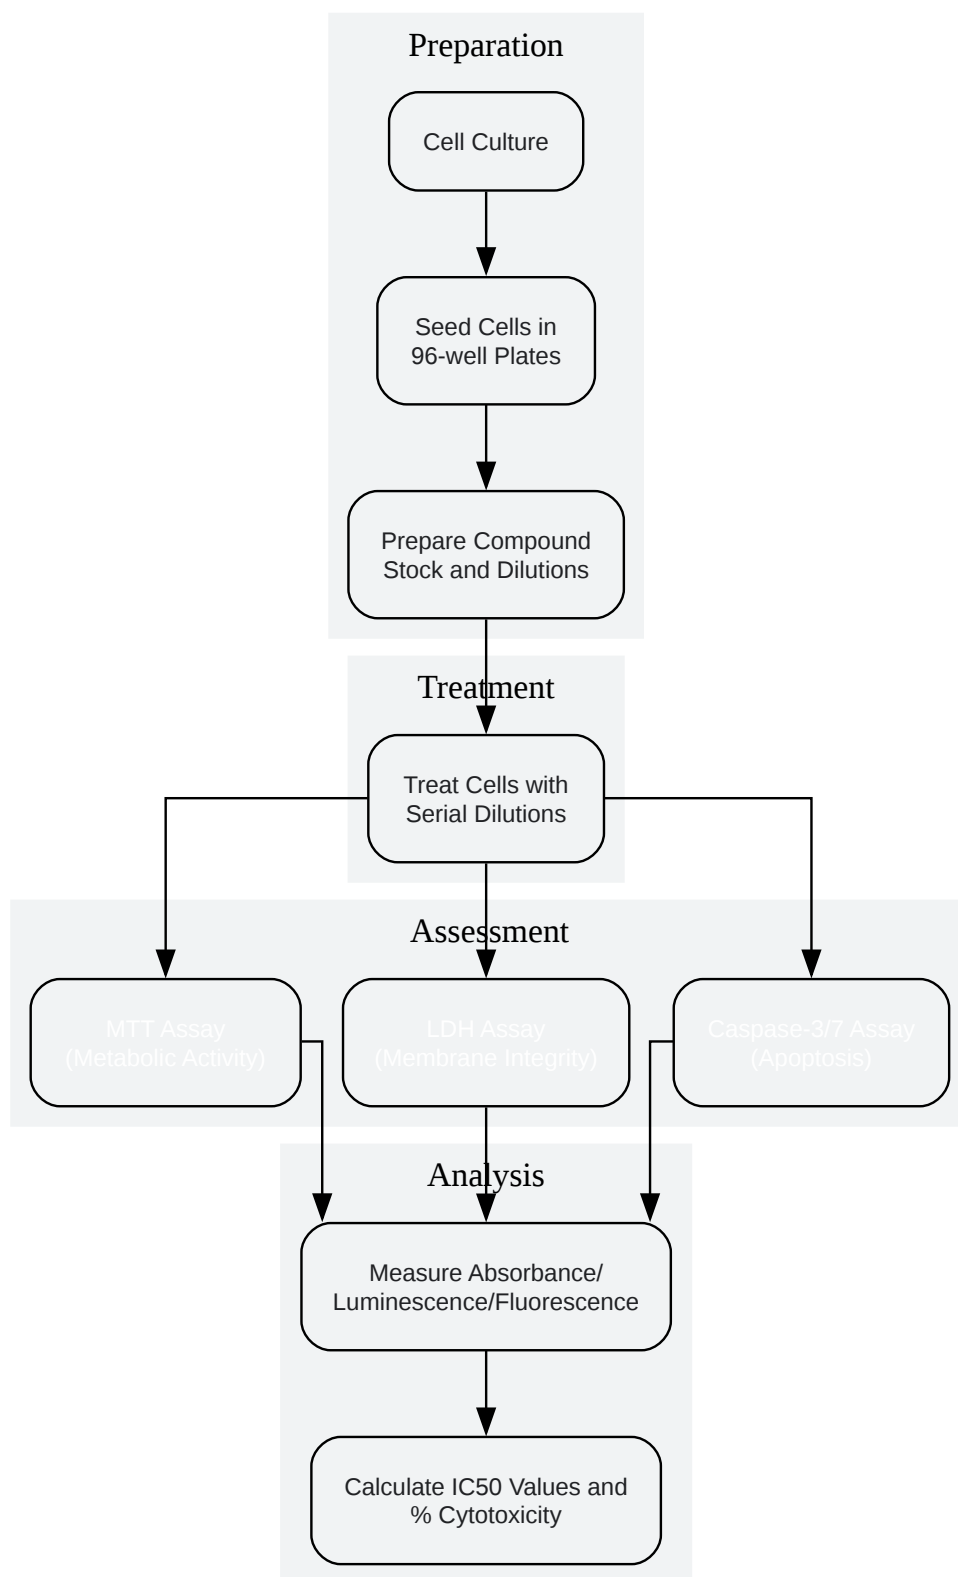 Preparation
Cell Culture
Seed Cells in
96-well Plates
Prepare Compound
Stock and Dilutions
Treatment
Treat Cells with
Serial Dilutions
Assessment
MTT Assay
(Metabolic Activity)
LDH Assay
(Membrane Integrity)
Caspase-3/7 Assay
(Apoptosis)
Analysis
Measure Absorbance/
Luminescence/Fluorescence
Calculate IC50 Values and
% Cytotoxicity